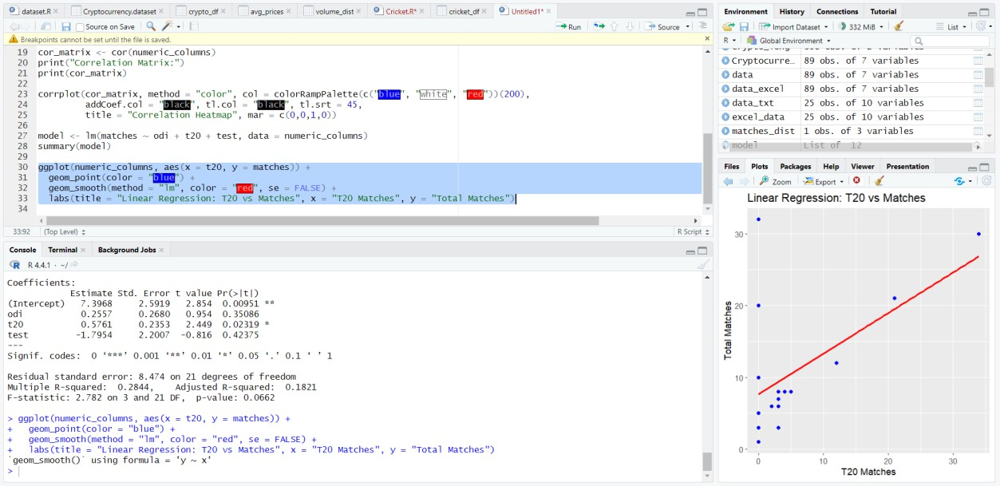 dataset.R × Cryptocurrency.dataset × crypto_df × avg_prices × volume_dist × Cricket.R* × cricket_df × Untitled1* ×
Source on Save Run Source
Breakpoints cannot be set until the file is saved.
19 cor_matrix <- cor(numeric_columns)
20 print("Correlation Matrix:")
21 print(cor_matrix)
22
23 corrplot(cor_matrix, method = "color", col = colorRampPalette(c("blue", "white", "red"))(200),
24 addCoef.col = "black", tl.col = "black", tl.srt = 45,
25 title = "Correlation Heatmap", mar = c(0,0,1,0))
26
27 model <- lm(matches ~ odi + t20 + test, data = numeric_columns)
28 summary(model)
29
30 ggplot(numeric_columns, aes(x = t20, y = matches)) +
31 geom_point(color = "blue") +
32 geom_smooth(method = "lm", color = "red", se = FALSE) +
33 labs(title = "Linear Regression: T20 vs Matches", x = "T20 Matches", y = "Total Matches")
34
33:92 (Top Level) R Script
Console Terminal × Background Jobs ×
R 4.4.1 · ~/
Coefficients:
Estimate Std. Error t value Pr(>|t|)
(Intercept) 7.3968 2.5919 2.854 0.00951 **
odi 0.2557 0.2680 0.954 0.35086
t20 0.5761 0.2353 2.449 0.02319 *
test -1.7954 2.2007 -0.816 0.42375
---
Signif. codes: 0 ‘***’ 0.001 ‘**’ 0.01 ‘*’ 0.05 ‘.’ 0.1 ‘ ’ 1
Residual standard error: 8.474 on 21 degrees of freedom
Multiple R-squared: 0.2844, Adjusted R-squared: 0.1821
F-statistic: 2.782 on 3 and 21 DF, p-value: 0.0662
> ggplot(numeric_columns, aes(x = t20, y = matches)) +
+ geom_point(color = "blue") +
+ geom_smooth(method = "lm", color = "red", se = FALSE) +
+ labs(title = "Linear Regression: T20 vs Matches", x = "T20 Matches", y = "Total Matches")
`geom_smooth()` using formula = 'y ~ x'
>
Environment History Connections Tutorial
Import Dataset 332 MiB List
R Global Environment
Cryptocurre… 89 obs. of 7 variables
data 89 obs. of 7 variables
data_excel 89 obs. of 7 variables
data_txt 25 obs. of 10 variables
excel_data 25 obs. of 10 variables
matches_dist 1 obs. of 3 variables
model List of 12
Files Plots Packages Help Viewer Presentation
Zoom Export
Linear Regression: T20 vs Matches
30
20
10
0
Total Matches
0 10 20 30
T20 Matches